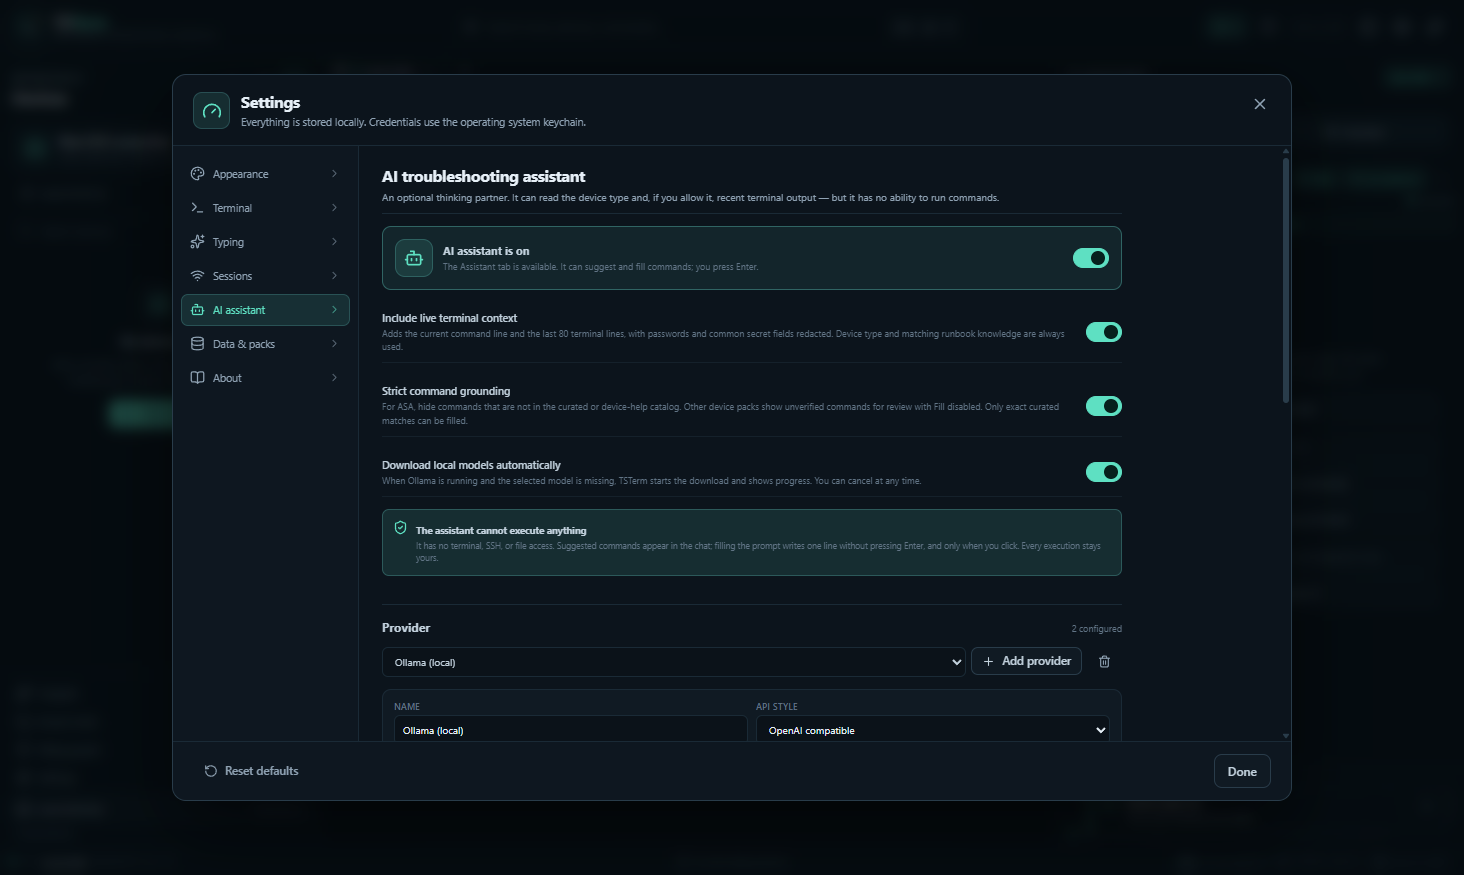 Settings
Everything is stored locally. Credentials use the operating system keychain.
Appearance
Terminal
Typing
Sessions
AI assistant
Data & packs
About
AI troubleshooting assistant
An optional thinking partner. It can read the device type and, if you allow it, recent terminal output — but it has no ability to run commands.
AI assistant is on
The Assistant tab is available. It can suggest and fill commands; you press Enter.
Include live terminal context
Adds the current command line and the last 80 terminal lines, with passwords and common secret fields redacted. Device type and matching runbook knowledge are always
used.
Strict command grounding
For ASA, hide commands that are not in the curated or device-help catalog. Other device packs show unverified commands for review with Fill disabled. Only exact curated
matches can be filled.
Download local models automatically
When Ollama is running and the selected model is missing, TSTerm starts the download and shows progress. You can cancel at any time.
The assistant cannot execute anything
It has no terminal, SSH, or file access. Suggested commands appear in the chat; filling the prompt writes one line without pressing Enter, and only when you click. Every execution stays
yours.
Provider
2 configured
Ollama (local)
Add provider
NAME
API STYLE
Ollama (local)
OpenAI compatible
Reset defaults
Done